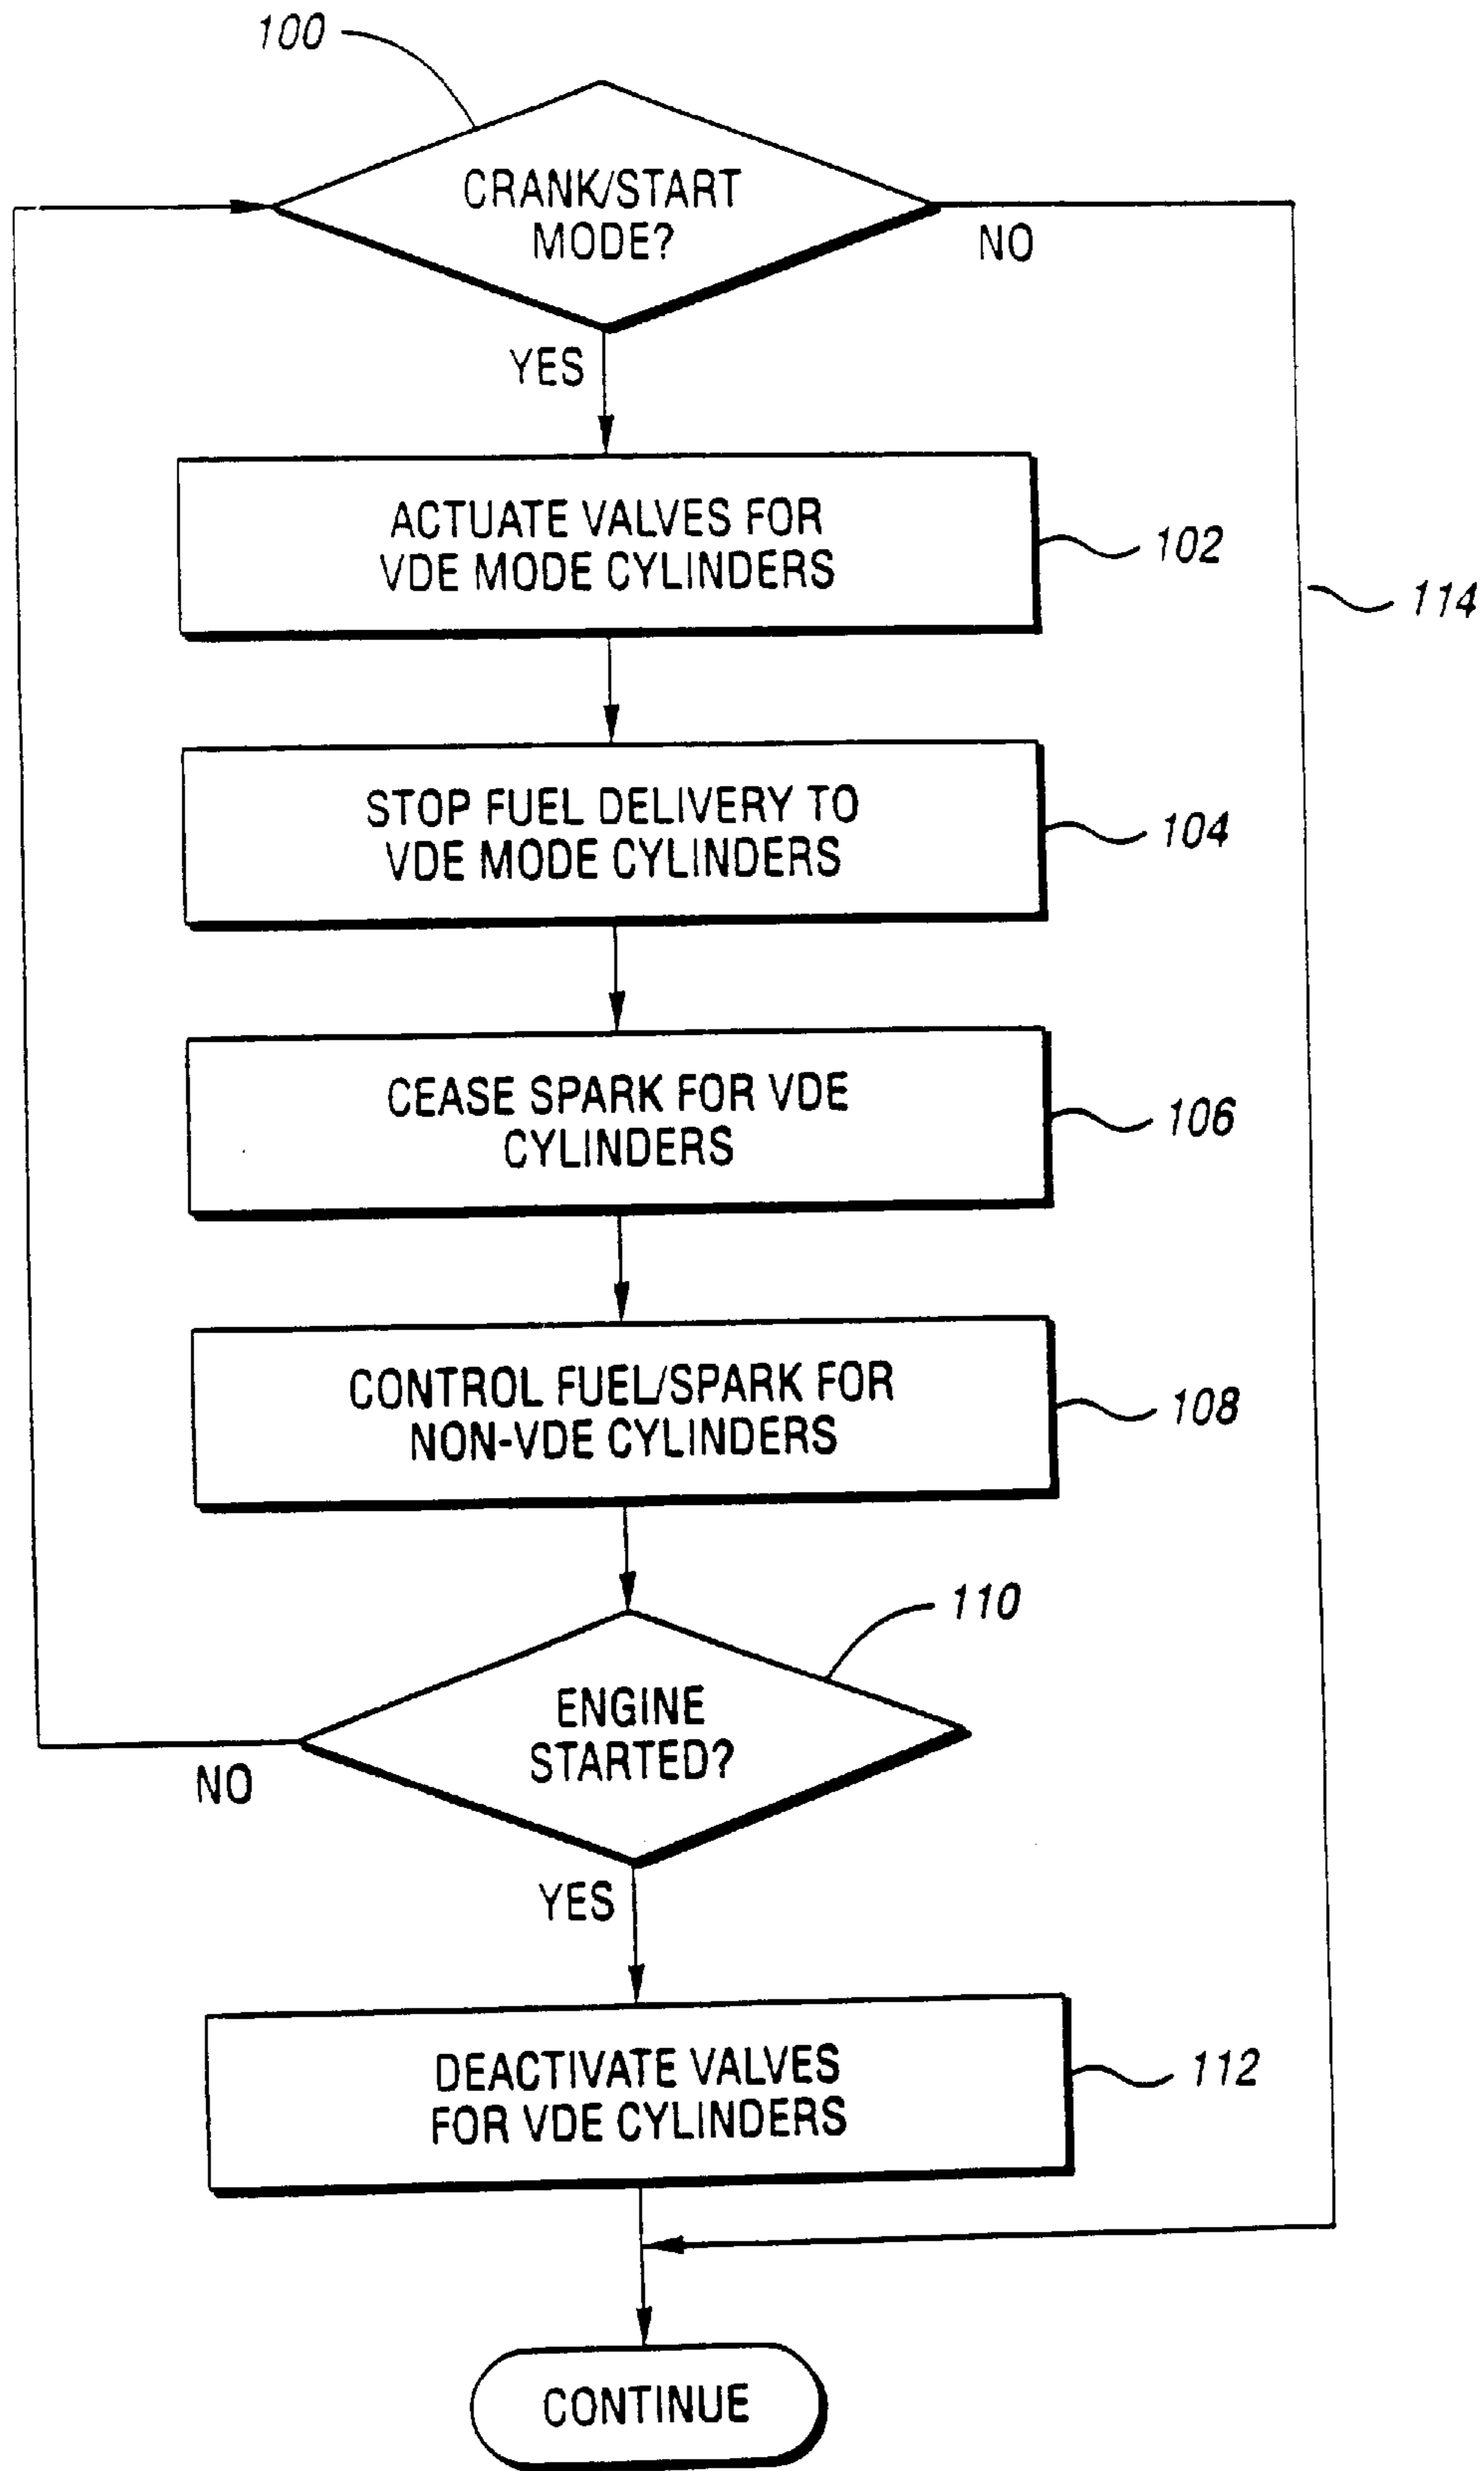 100
CRANK/START
MODE?
NO
YES
ACTUATE VALVES FOR
VDE MODE CYLINDERS
102
114
STOP FUEL DELIVERY TO
VDE MODE CYLINDERS
104
CEASE SPARK FOR VDE
CYLINDERS
106
CONTROL FUEL/SPARK FOR
NON-VDE CYLINDERS
108
110
ENGINE
STARTED?
NO
YES
DEACTIVATE VALVES
FOR VDE CYLINDERS
112
CONTINUE